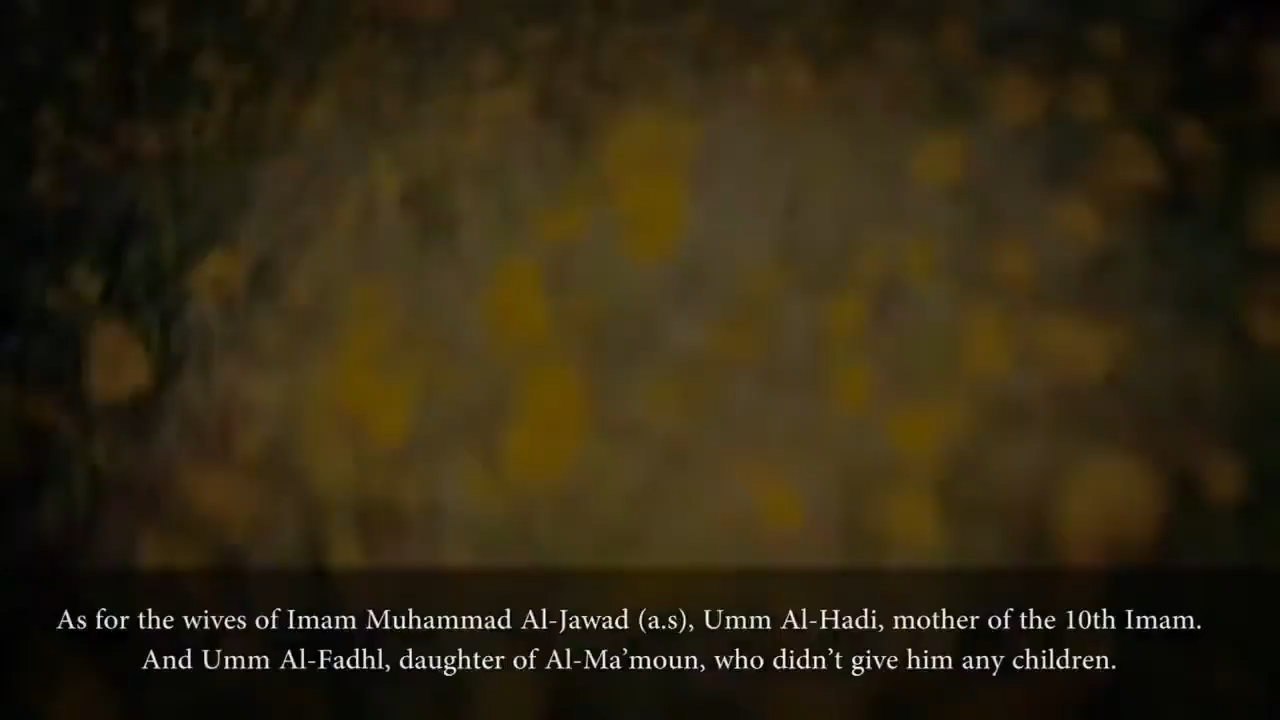 As for the wives of Imam Muhammad Al-Jawad (a.s), Umm Al-Hadi, mother of the 10th Imam.
And Umm Al-Fadhl, daughter of Al-Ma’moun, who didn’t give him any children.